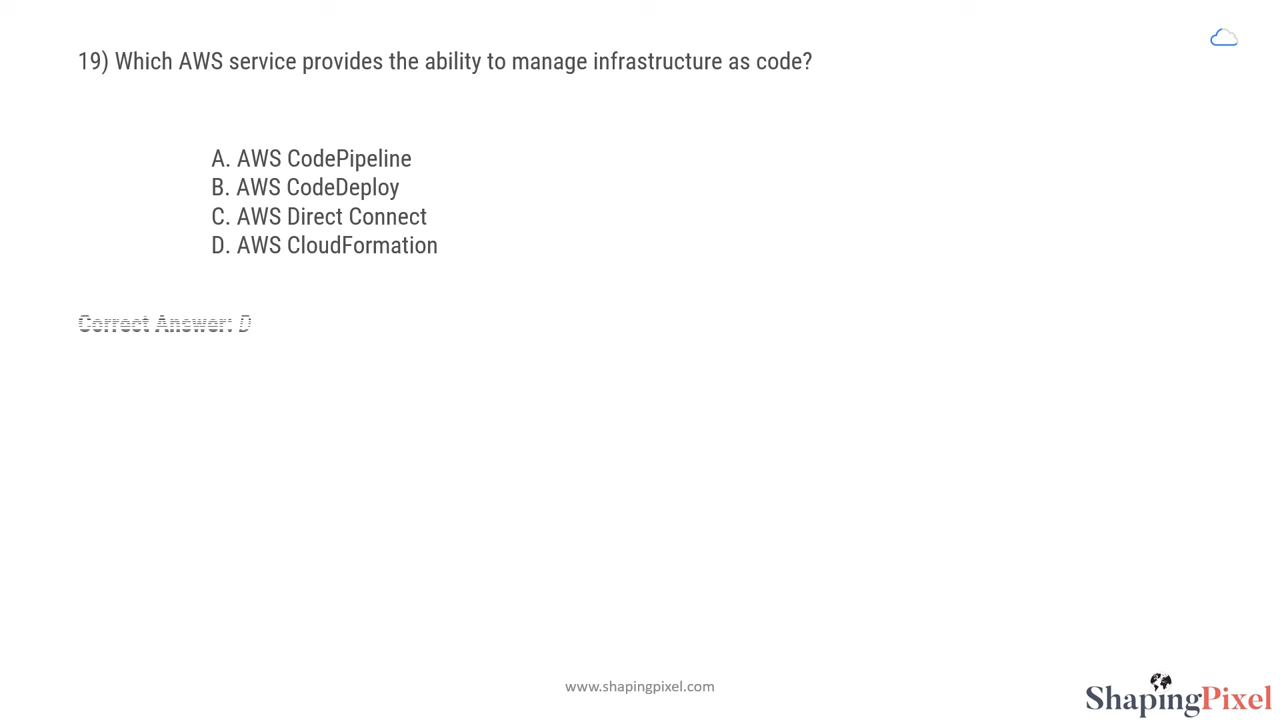 19) Which AWS service provides the ability to manage infrastructure as code?
A. AWS CodePipeline
B. AWS CodeDeploy
C. AWS Direct Connect
D. AWS CloudFormation
Correct Answer: D
www.shapingpixel.com
ShapingPixel